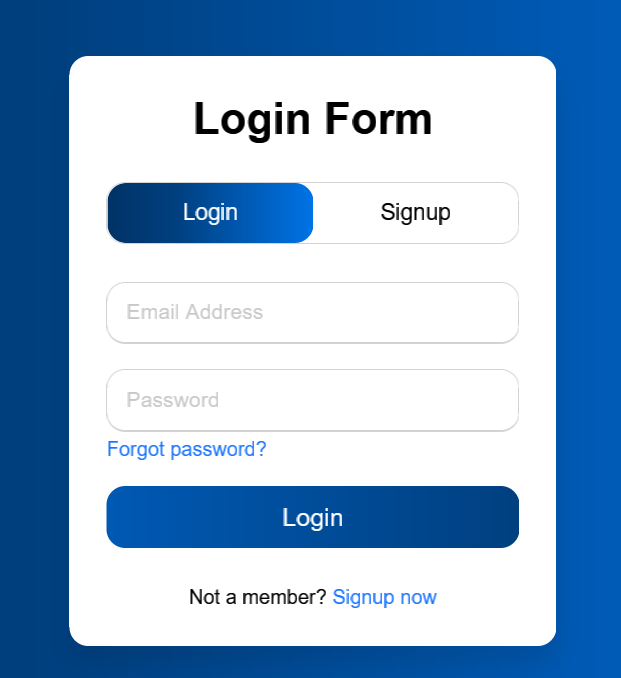 Login Form
Login Signup
Email Address
Password
Forgot password?
Login
Not a member? Signup now